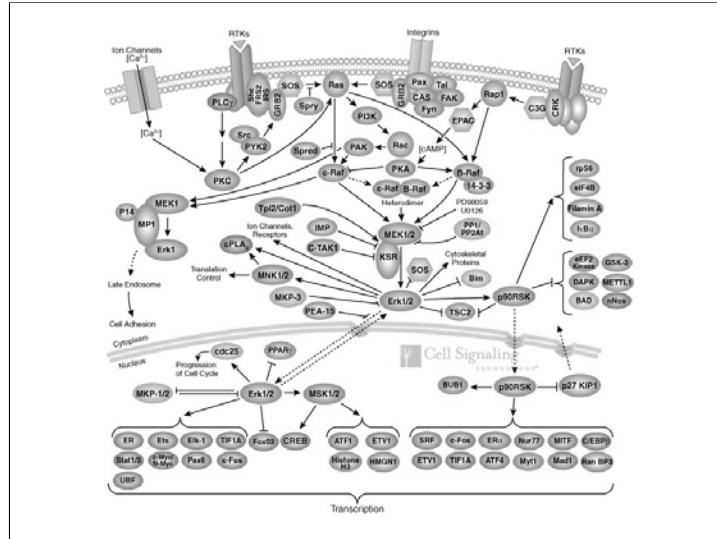 RTKs
Integrins
RTKs
Ion Channels
[Ca²⁺]
PLCγ
Shc
FRS2
IRS
GRB2
SOS
Ras
SOS
GRB2
Pax
Tal
CAS
FAK
Fyn
Rap1
C3G
CRK
Spry
EPAC
PI3K
[Ca²⁺]
Src
PYK2
Spred
PAK
Rac
[cAMP]
PKC
c-Raf
PKA
B-Raf
14-3-3
c-Raf
B-Raf
Heterodimer
MEK1
P14
MP1
Erk1
Tpl2/Cot1
PD98059
U0126
rpS6
eIF4B
Filamin A
IκBα
IMP
MEK1/2
PP1/
PP2A
Ion Channels,
Receptors
C-TAK1
KSR
cPLA₂
Cytoskeletal
Proteins
SOS
Translation
Control
MNK1/2
Bim
eEF2
Kinase
GSK-3
DAPK
METTL1
BAD
nNos
Late Endosome
MKP-3
Erk1/2
p90RSK
PEA-15
TSC2
Cell Adhesion
Cytoplasm
Nucleus
cdc25
PPARγ
Cell Signaling
TECHNOLOGY
Progression
of Cell Cycle
MKP-1/2
Erk1/2
MSK1/2
BUB1
p90RSK
p27 KIP1
ER
Ets
Elk-1
TIF1A
Fox03
CREB
ATF1
ETV1
SRF
c-Fos
ERα
Nur77
MITF
C/EBPβ
Stat1/3
c-Myc/
N-Myc
Pax6
c-Fos
Histone
H3
HMGN1
ETV1
TIF1A
ATF4
Myt1
Mad1
Ran BP3
UBF
Transcription